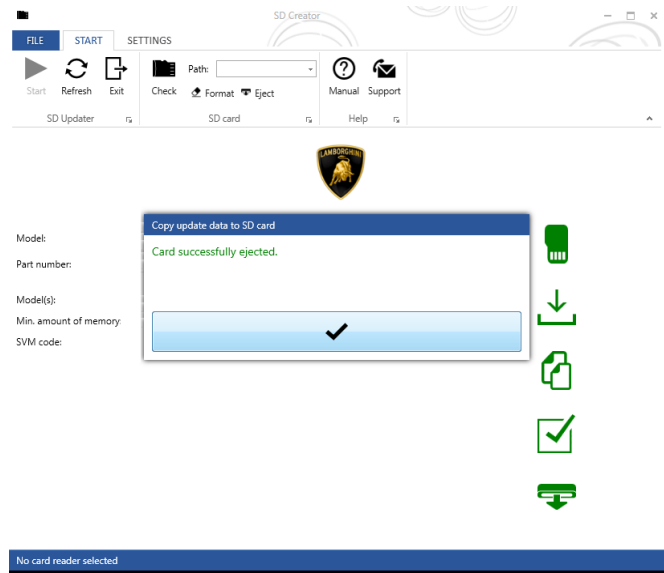 SD Creator
FILE START SETTINGS
Path:
Start Refresh Exit Check Format Eject Manual Support
SD Updater SD card Help
LAMBORGHINI
Copy update data to SD card
Card successfully ejected.
Model:
Part number:
Model(s):
Min. amount of memory:
SVM code:
No card reader selected